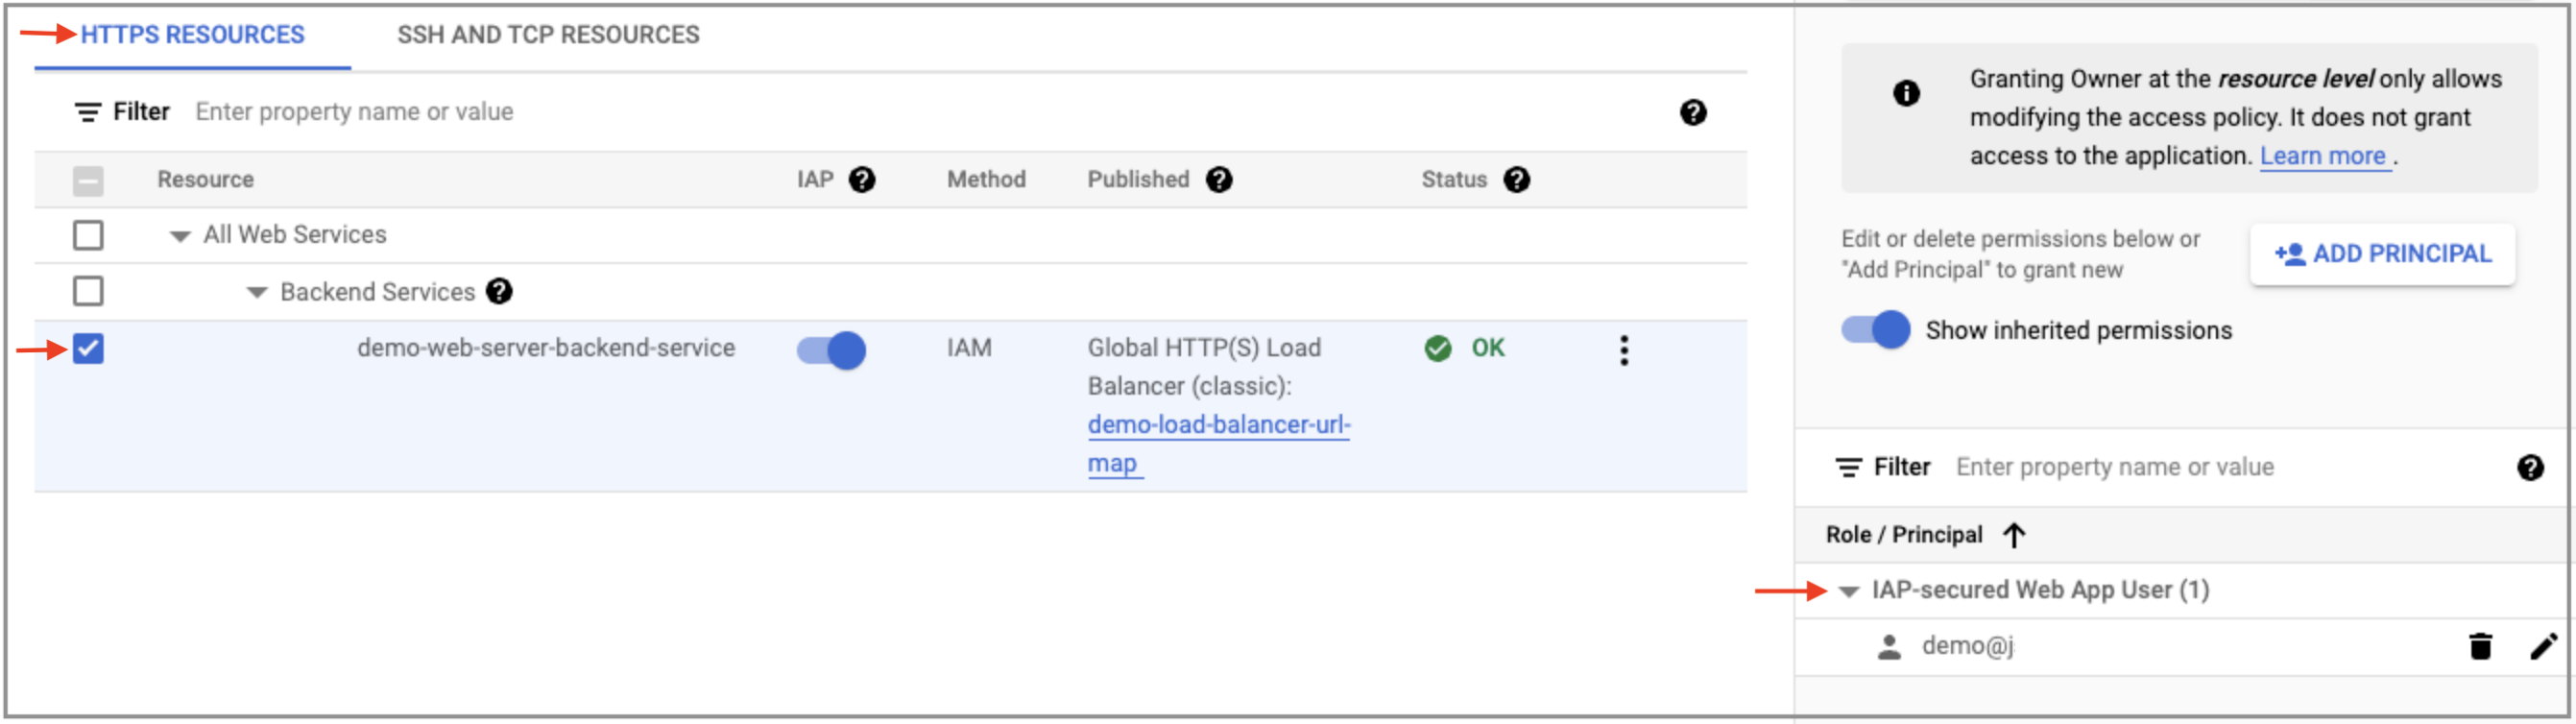 HTTPS RESOURCES SSH AND TCP RESOURCES
Filter Enter property name or value
Resource IAP Method Published Status
All Web Services
Backend Services
demo-web-server-backend-service IAM Global HTTP(S) Load OK
Balancer (classic):
demo-load-balancer-url-
map
Granting Owner at the resource level only allows
modifying the access policy. It does not grant
access to the application. Learn more .
Edit or delete permissions below or
"Add Principal" to grant new
ADD PRINCIPAL
Show inherited permissions
Filter Enter property name or value
Role / Principal
IAP-secured Web App User (1)
demo@j